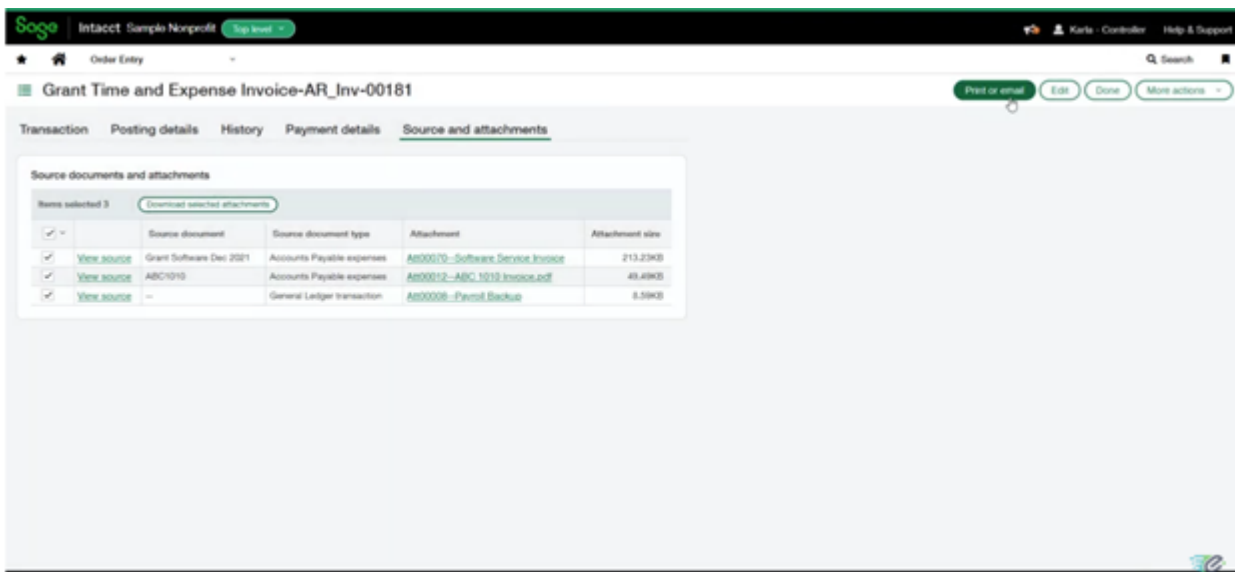 Sage Intacct Sample Nonprofit Top level Karla - Controller Help & Support
Order Entry Search
Grant Time and Expense Invoice-AR_Inv-00181 Print or email Edit Done More actions
Transaction Posting details History Payment details Source and attachments
Source documents and attachments
Items selected 3 Download selected attachments
Source document Source document type Attachment Attachment size
View source Grant Software Dec 2021 Accounts Payable expenses Att00070--Software Service Invoice 213.23KB
View source ABC1010 Accounts Payable expenses Att00012--ABC 1010 Invoice.pdf 49.49KB
View source -- General Ledger transaction Att00008--Payroll Backup 8.59KB